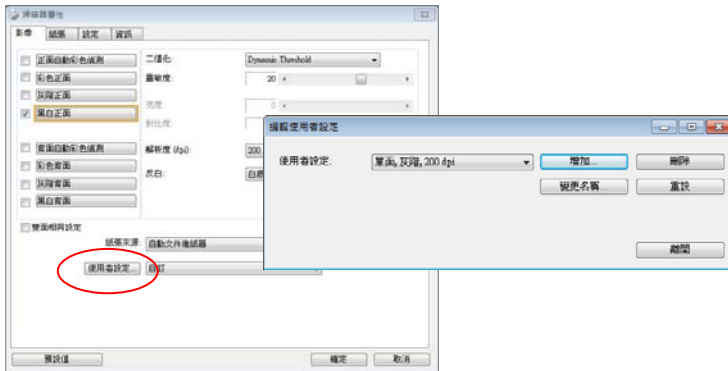 掃描器屬性
影像 紙張 設定 資訊
正面自動彩色偵測
彩色正面
灰階正面
黑白正面
背面自動彩色偵測
彩色背面
灰階背面
黑白背面
二值化: Dynamic Threshold
靈敏度: 20
亮度: 0
對比度:
解析度 (dpi): 200
反白:
雙面相同設定
紙張來源: 自動文件進紙器
使用者設定... 自訂
預設值 確定 取消
編輯使用者設定
使用者設定: 單面, 灰階, 200 dpi 增加... 刪除
變更名稱... 重設
離開